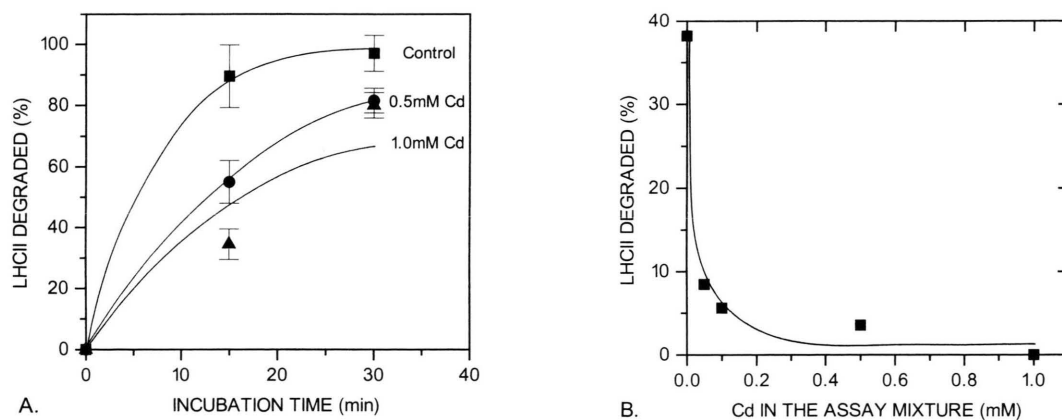 LHCII DEGRADED (%)
100
80
60
40
20
0
0 10 20 30 40
INCUBATION TIME (min)
Control
0.5mM Cd
1.0mM Cd
A.
LHCII DEGRADED (%)
40
30
20
10
0
0.0 0.2 0.4 0.6 0.8 1.0
Cd IN THE ASSAY MIXTURE (mM)
B.